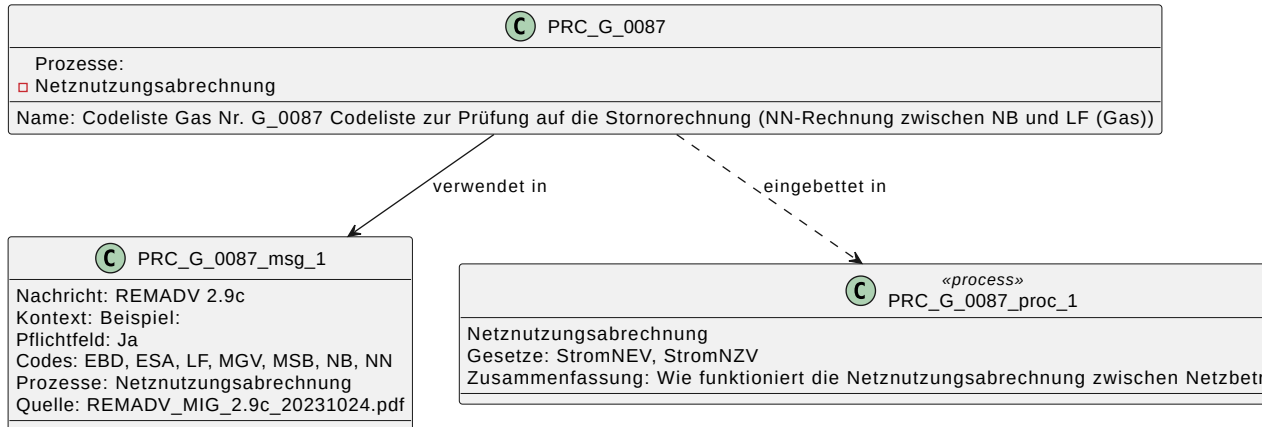 C PRC_G_0087
Prozesse:
Netznutzungsabrechnung
Name: Codeliste Gas Nr. G_0087 Codeliste zur Prüfung auf die Stornorechnung (NN-Rechnung zwischen NB und LF (Gas))
verwendet in
eingebettet in
C PRC_G_0087_msg_1
Nachricht: REMADV 2.9c
Kontext: Beispiel:
Pflichtfeld: Ja
Codes: EBD, ESA, LF, MGV, MSB, NB, NN
Prozesse: Netznutzungsabrechnung
Quelle: REMADV_MIG_2.9c_20231024.pdf
C «process»
PRC_G_0087_proc_1
Netznutzungsabrechnung
Gesetze: StromNEV, StromNZV
Zusammenfassung: Wie funktioniert die Netznutzungsabrechnung zwischen